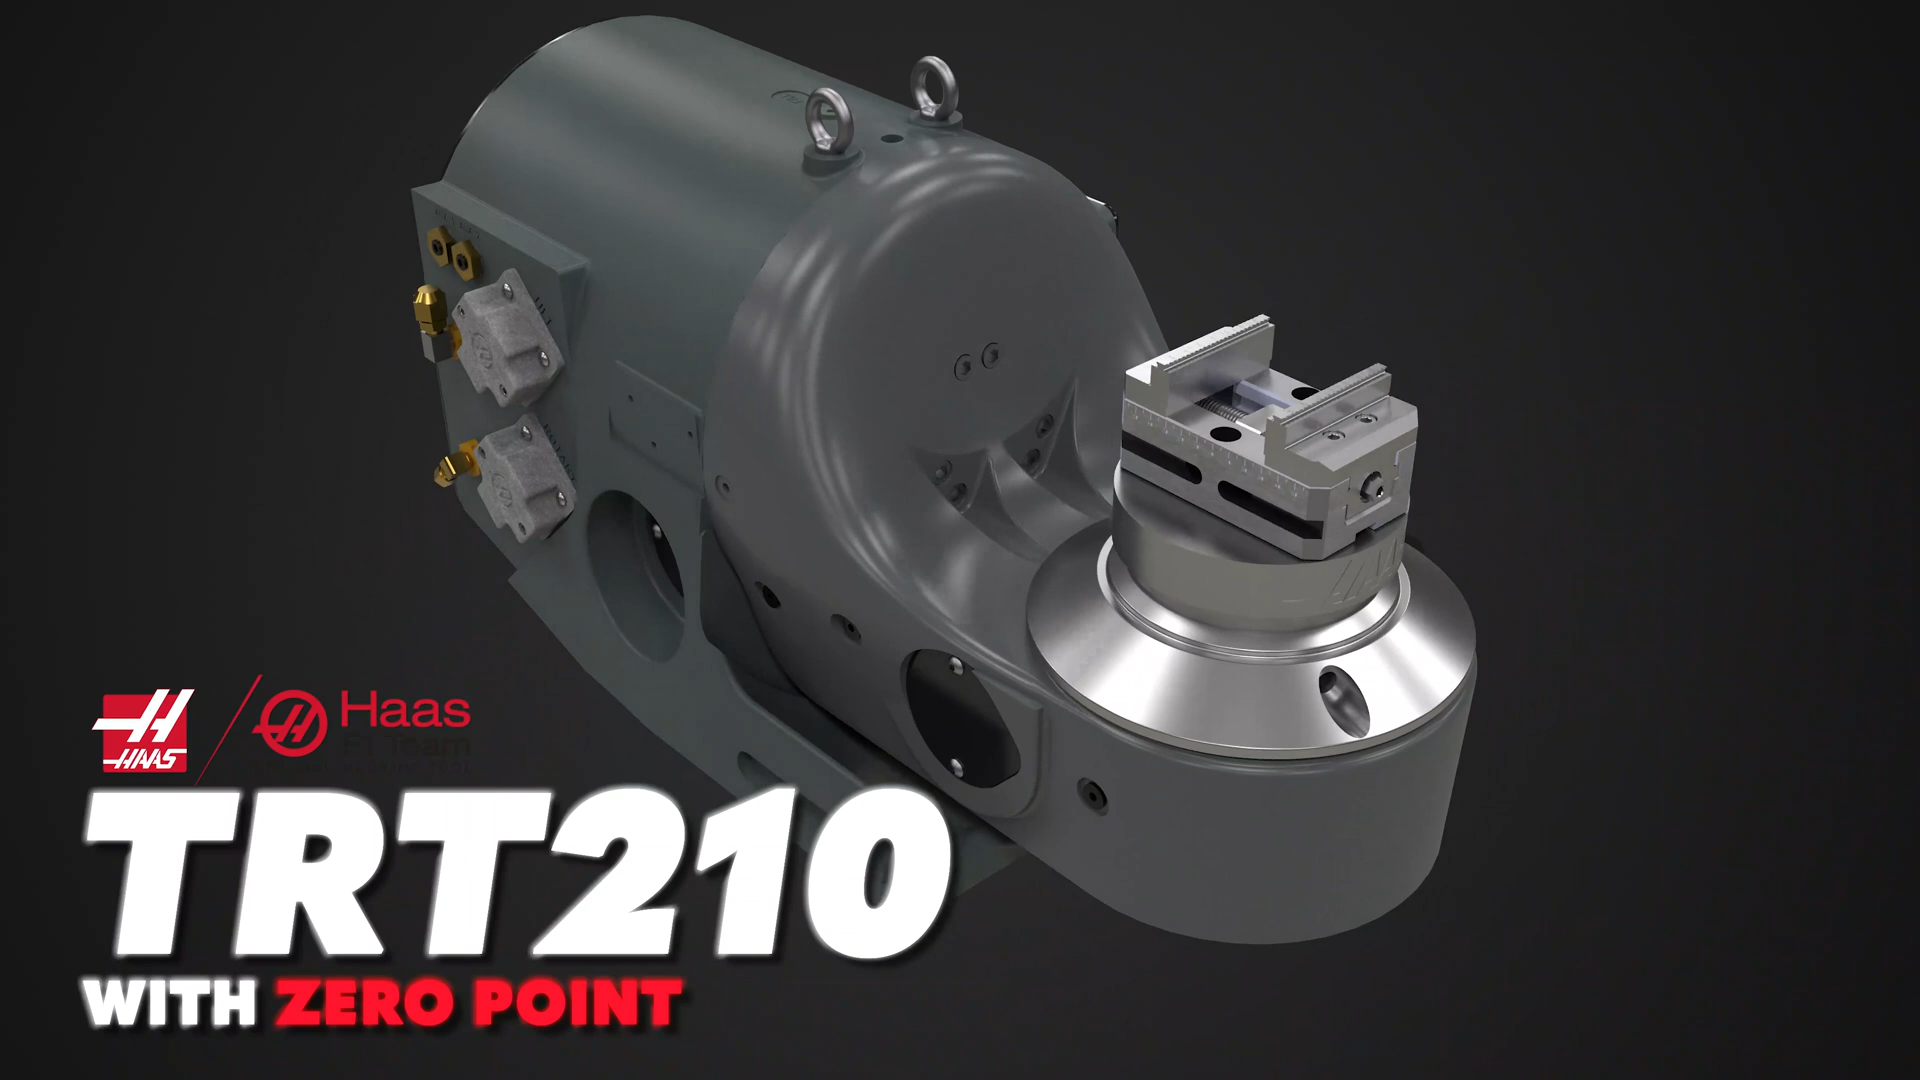 HAAS
Haas
F1 Team
TRT210
WITH ZERO POINT